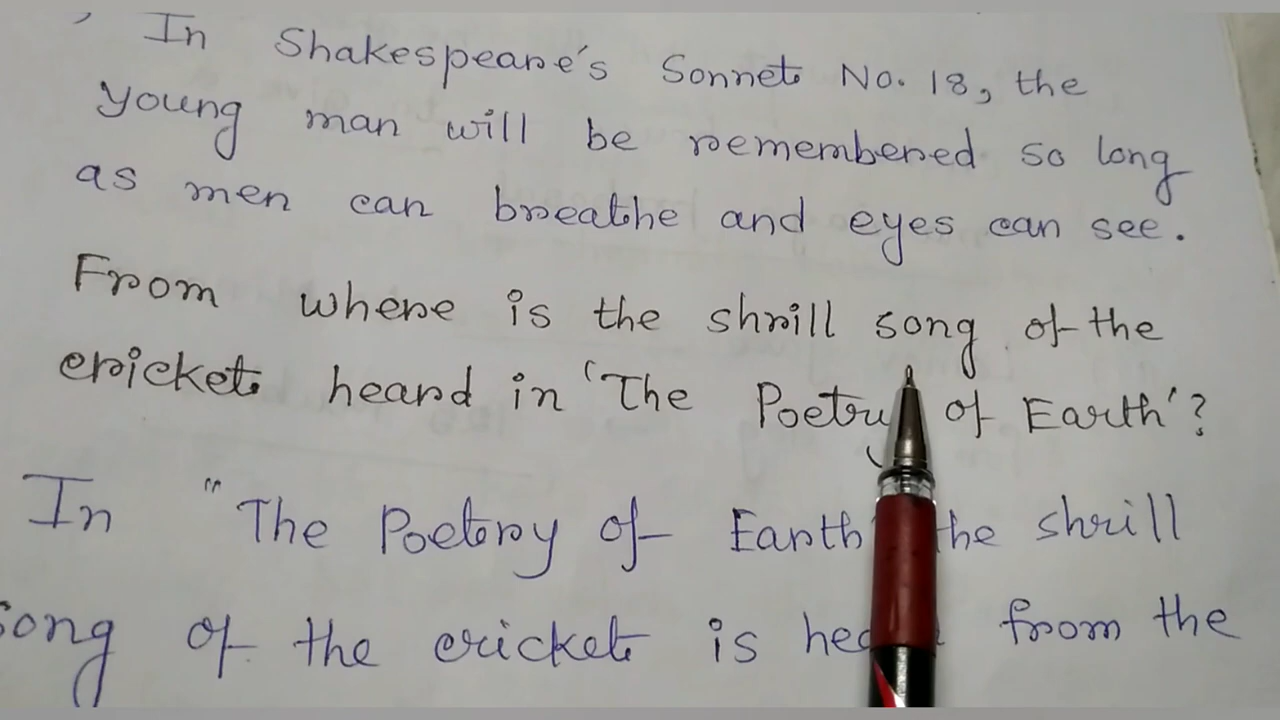 In Shakespeare's Sonnet No. 18, the
young man will be remembered so long
as men can breathe and eyes can see.
From where is the shrill song of the
cricket heard in 'The Poetry of Earth'?
In "The Poetry of Earth the shrill
song of the cricket is from the